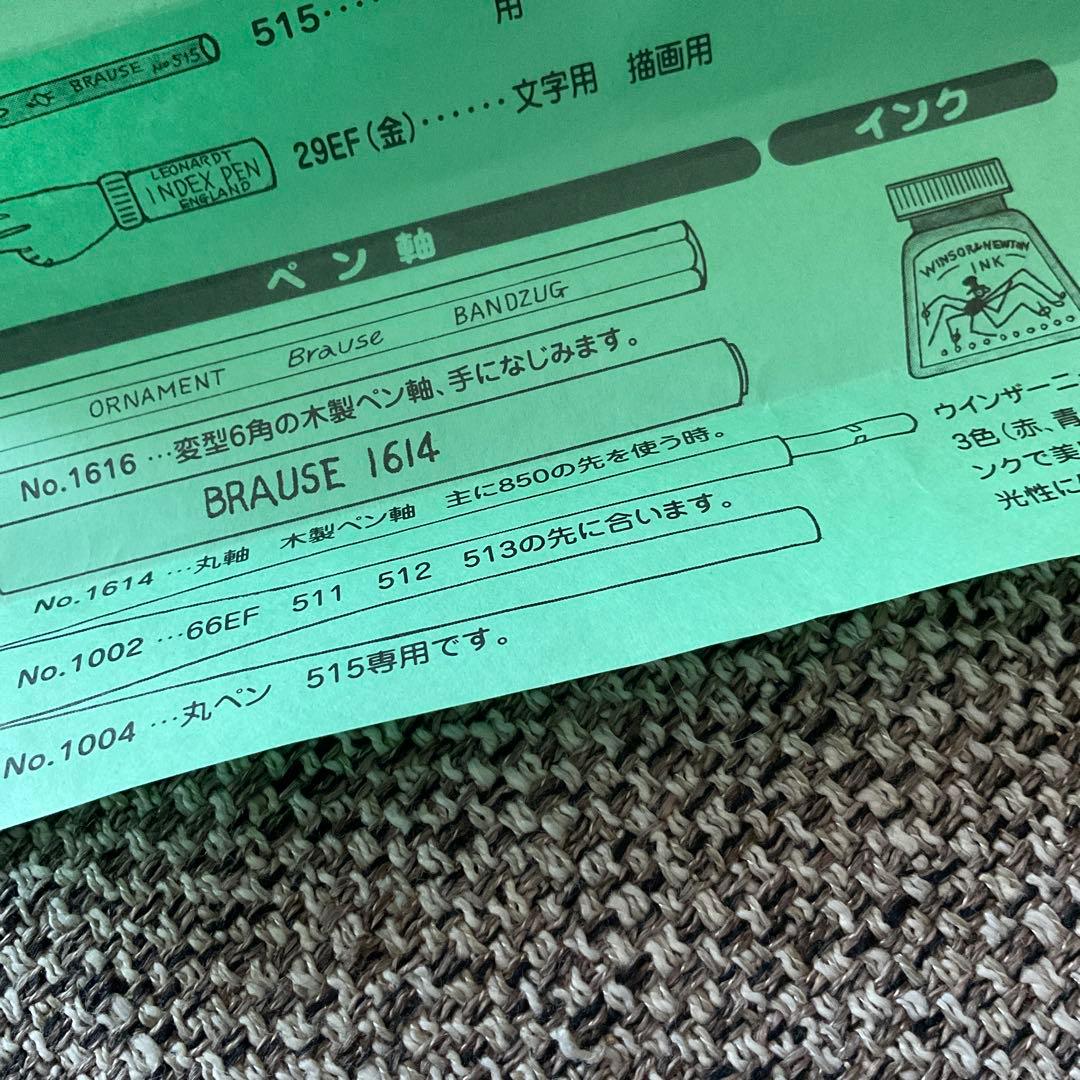 515････
用
BRAUSE No515
29EF(金)･･････文字用 描画用
LEONARDT
INDEX PEN
ENGLAND
ペン軸
ORNAMENT Brause BANDZUG
No.1616 …変型6角の木製ペン軸、手になじみます。
BRAUSE 1614
No.1614 …丸軸 木製ペン軸 主に850の先を使う時。
No.1002 …66EF 511 512 513の先に合います。
No.1004 …丸ペン 515専用です。
インク
WINSOR & NEWTON
INK
ウインザーニュ
3色(赤、青
ンクで美
光性に